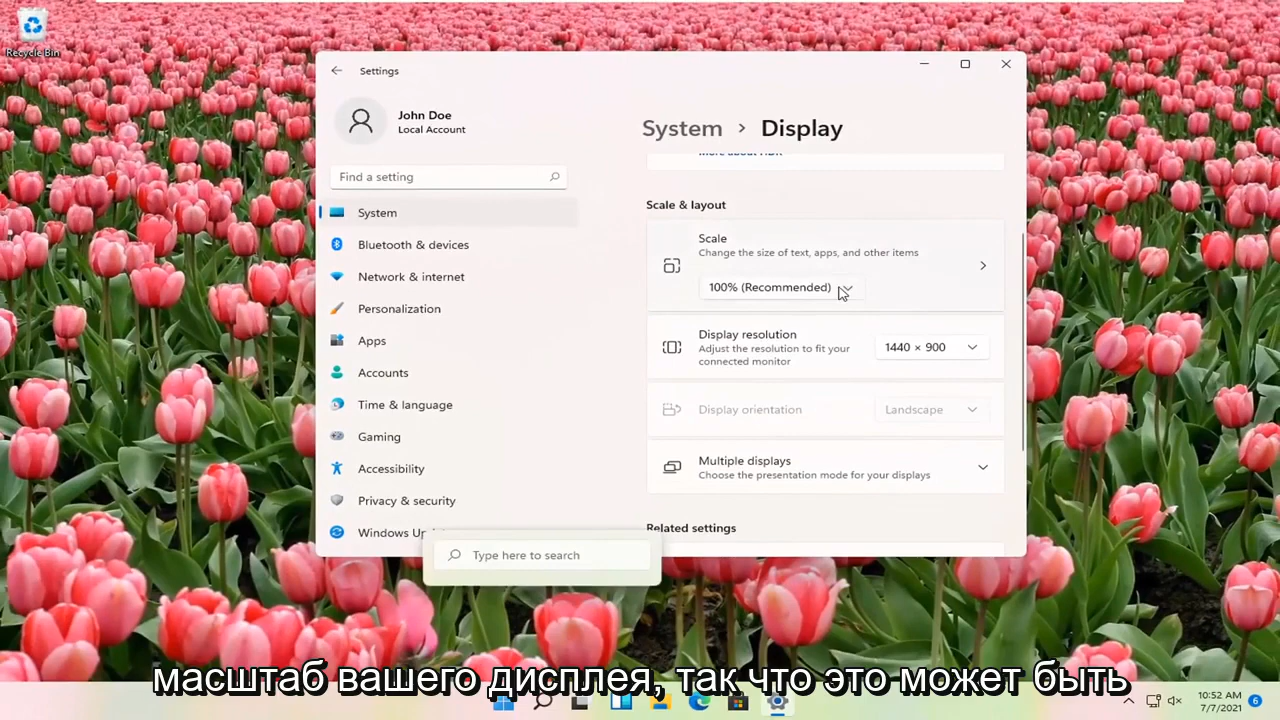 Recycle Bin
Settings
John Doe
Local Account
Find a setting
System
Bluetooth & devices
Network & internet
Personalization
Apps
Accounts
Time & language
Gaming
Accessibility
Privacy & security
Windows
Type here to search
System > Display
More about HDR
Scale & layout
Scale
Change the size of text, apps, and other items
100% (Recommended)
Display resolution
Adjust the resolution to fit your
connected monitor
1440 × 900
Display orientation
Landscape
Multiple displays
Choose the presentation mode for your displays
Related settings
масштаб вашего дисплея, так что это может быть
10:52 AM
7/7/2021
6